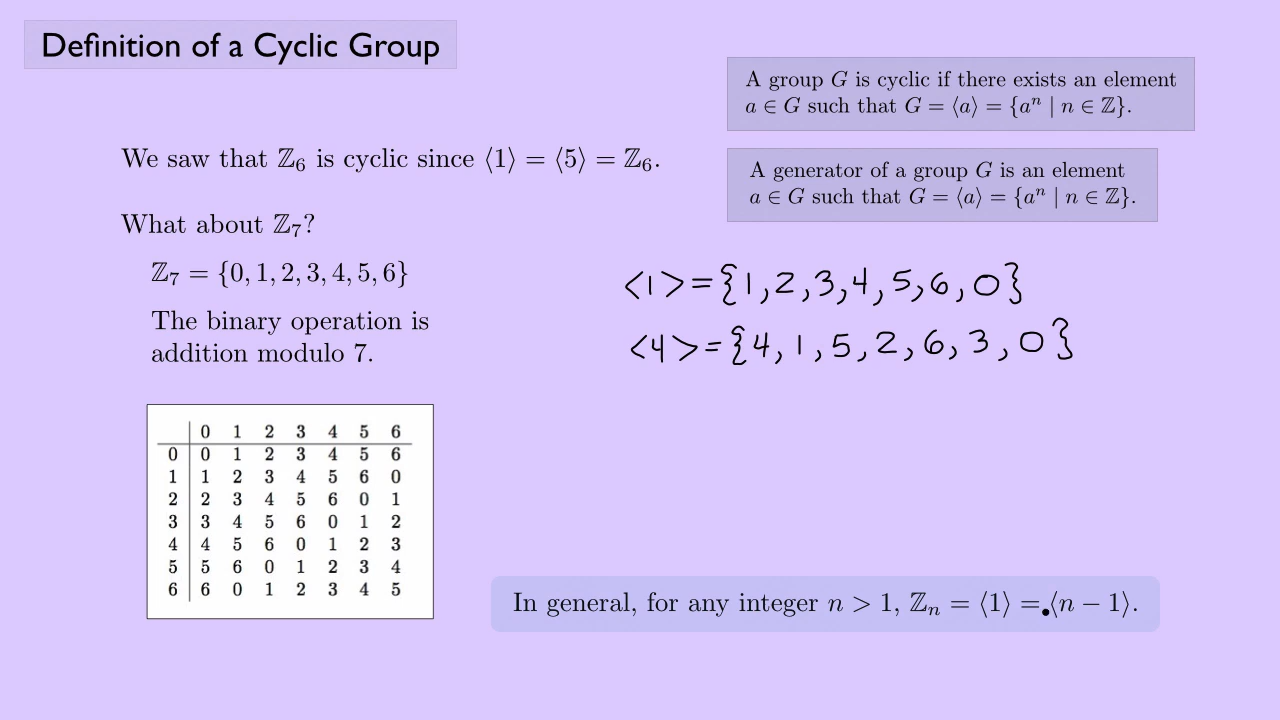 Definition of a Cyclic Group
A group G is cyclic if there exists an element
a ∈ G such that G = ⟨a⟩ = {aⁿ | n ∈ ℤ}.
We saw that ℤ₆ is cyclic since ⟨1⟩ = ⟨5⟩ = ℤ₆.
A generator of a group G is an element
a ∈ G such that G = ⟨a⟩ = {aⁿ | n ∈ ℤ}.
What about ℤ₇?
ℤ₇ = {0, 1, 2, 3, 4, 5, 6}
The binary operation is
addition modulo 7.
<1>={1,2,3,4,5,6,0}
<4>={4,1,5,2,6,3,0}
0 1 2 3 4 5 6
0 0 1 2 3 4 5 6
1 1 2 3 4 5 6 0
2 2 3 4 5 6 0 1
3 3 4 5 6 0 1 2
4 4 5 6 0 1 2 3
5 5 6 0 1 2 3 4
6 6 0 1 2 3 4 5
In general, for any integer n > 1, ℤₙ = ⟨1⟩ = ⟨n − 1⟩.